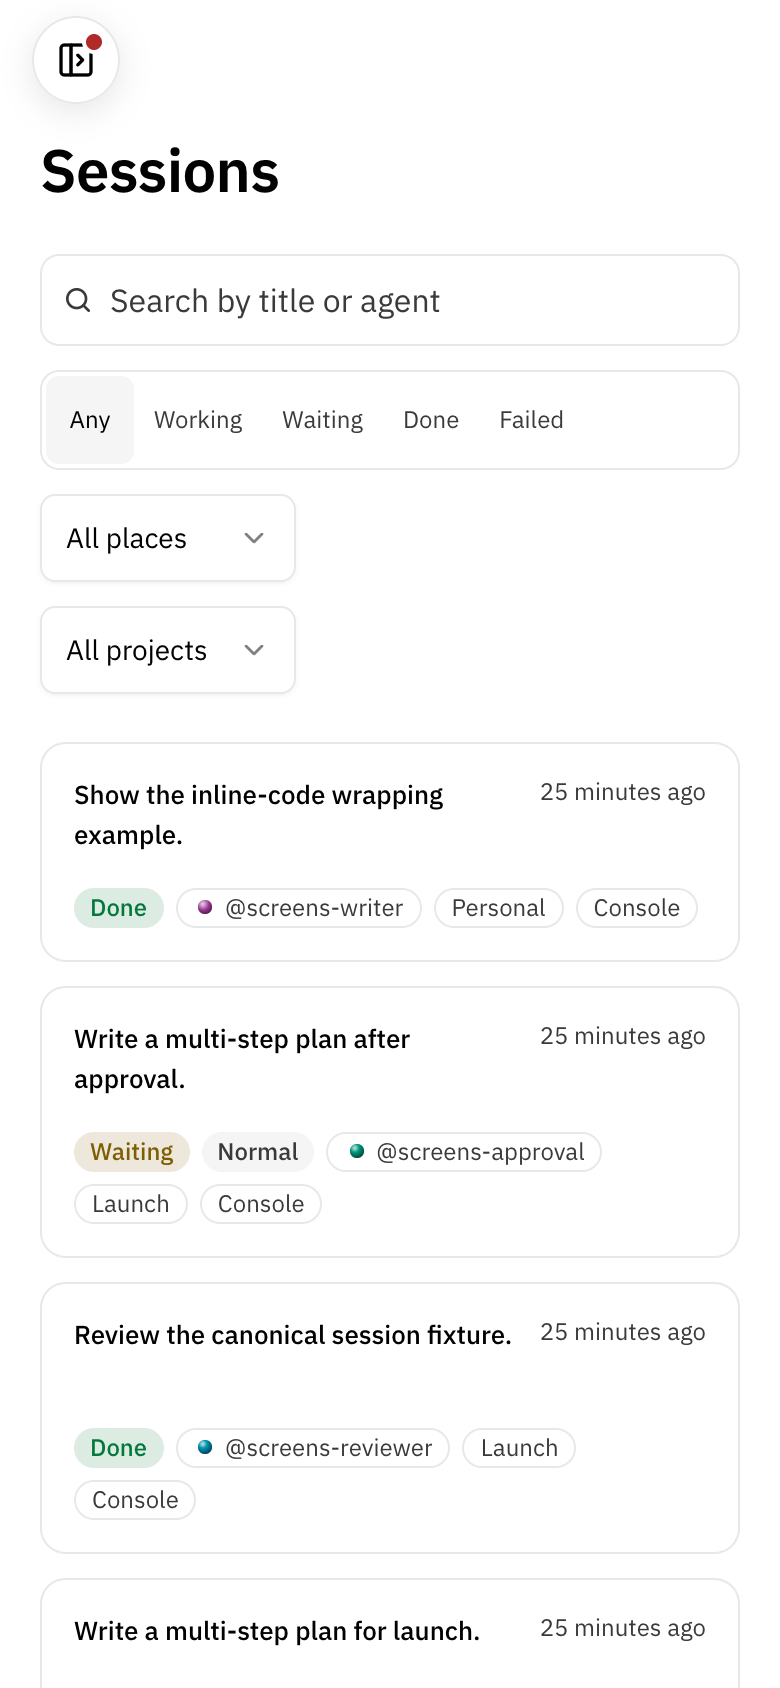 Sessions
Search by title or agent
Any Working Waiting Done Failed
All places
All projects
Show the inline-code wrapping 25 minutes ago
example.
Done @screens-writer Personal Console
Write a multi-step plan after 25 minutes ago
approval.
Waiting Normal @screens-approval
Launch Console
Review the canonical session fixture. 25 minutes ago
Done @screens-reviewer Launch
Console
Write a multi-step plan for launch. 25 minutes ago